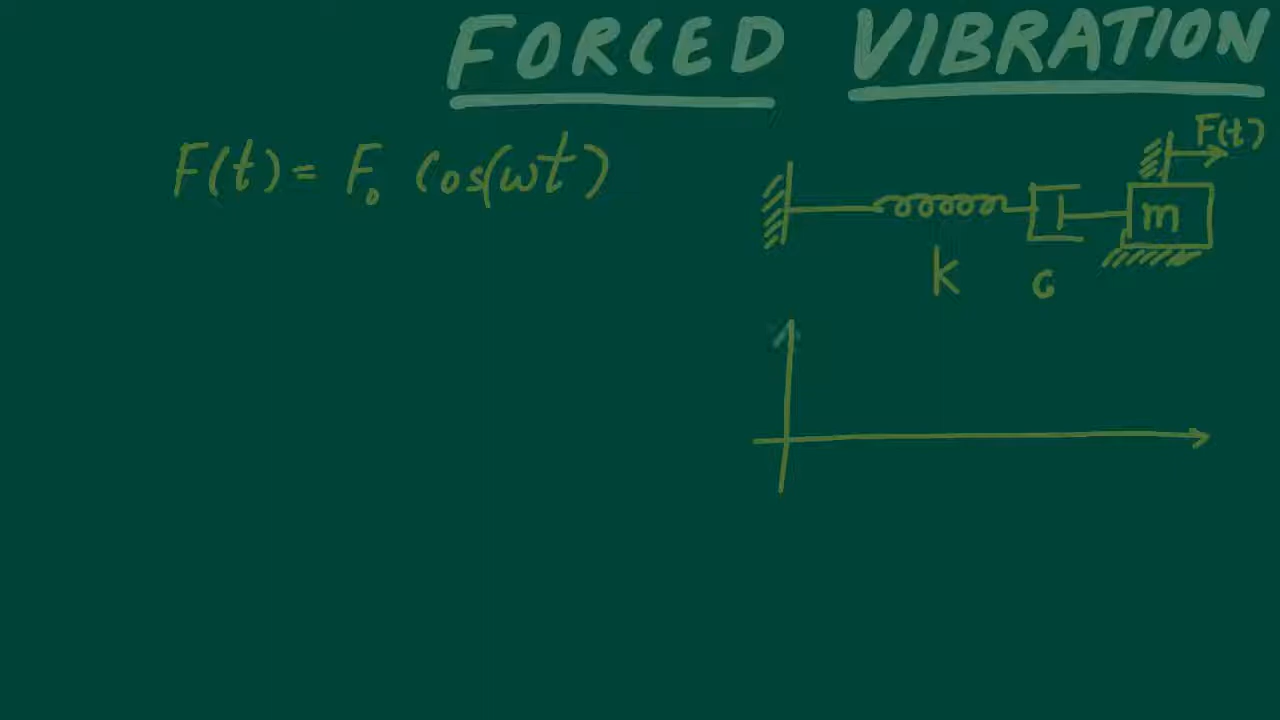 FORCED VIBRATION
F(t) = F₀ Cos(ωt)
F(t)
m
k
c